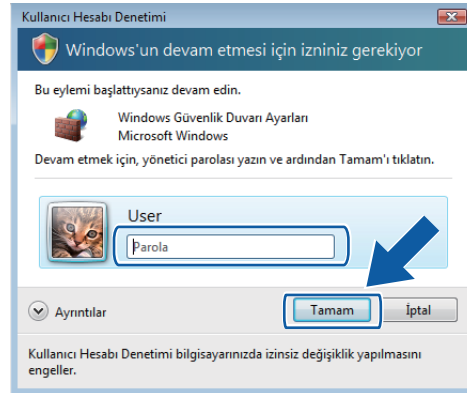 Kullanıcı Hesabı Denetimi
Windows'un devam etmesi için izniniz gerekiyor
Bu eylemi başlattıysanız devam edin.
Windows Güvenlik Duvarı Ayarları
Microsoft Windows
Devam etmek için, yönetici parolası yazın ve ardından Tamam'ı tıklatın.
User
Parola
Ayrıntılar
Tamam
İptal
Kullanıcı Hesabı Denetimi bilgisayarınızda izinsiz değişiklik yapılmasını
engeller.